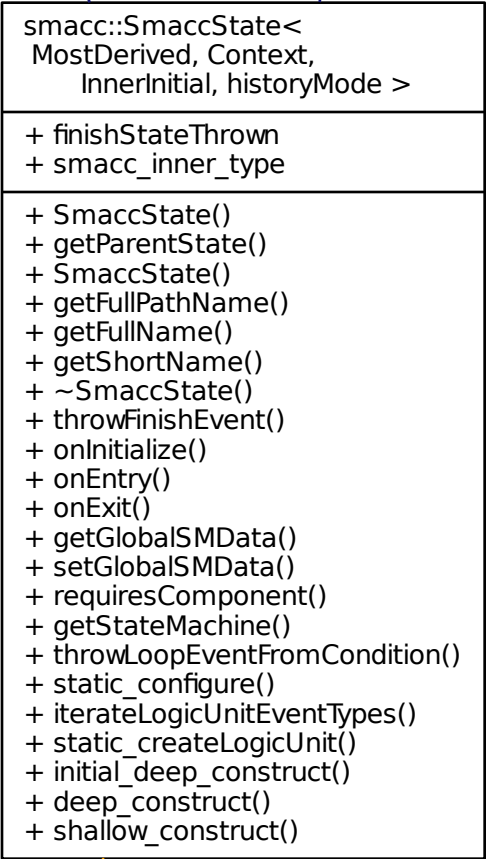 smacc::SmaccState<
MostDerived, Context,
InnerInitial, historyMode >
+ finishStateThrown
+ smacc_inner_type
+ SmaccState()
+ getParentState()
+ SmaccState()
+ getFullPathName()
+ getFullName()
+ getShortName()
+ ~SmaccState()
+ throwFinishEvent()
+ onInitialize()
+ onEntry()
+ onExit()
+ getGlobalSMData()
+ setGlobalSMData()
+ requiresComponent()
+ getStateMachine()
+ throwLoopEventFromCondition()
+ static_configure()
+ iterateLogicUnitEventTypes()
+ static_createLogicUnit()
+ initial_deep_construct()
+ deep_construct()
+ shallow_construct()